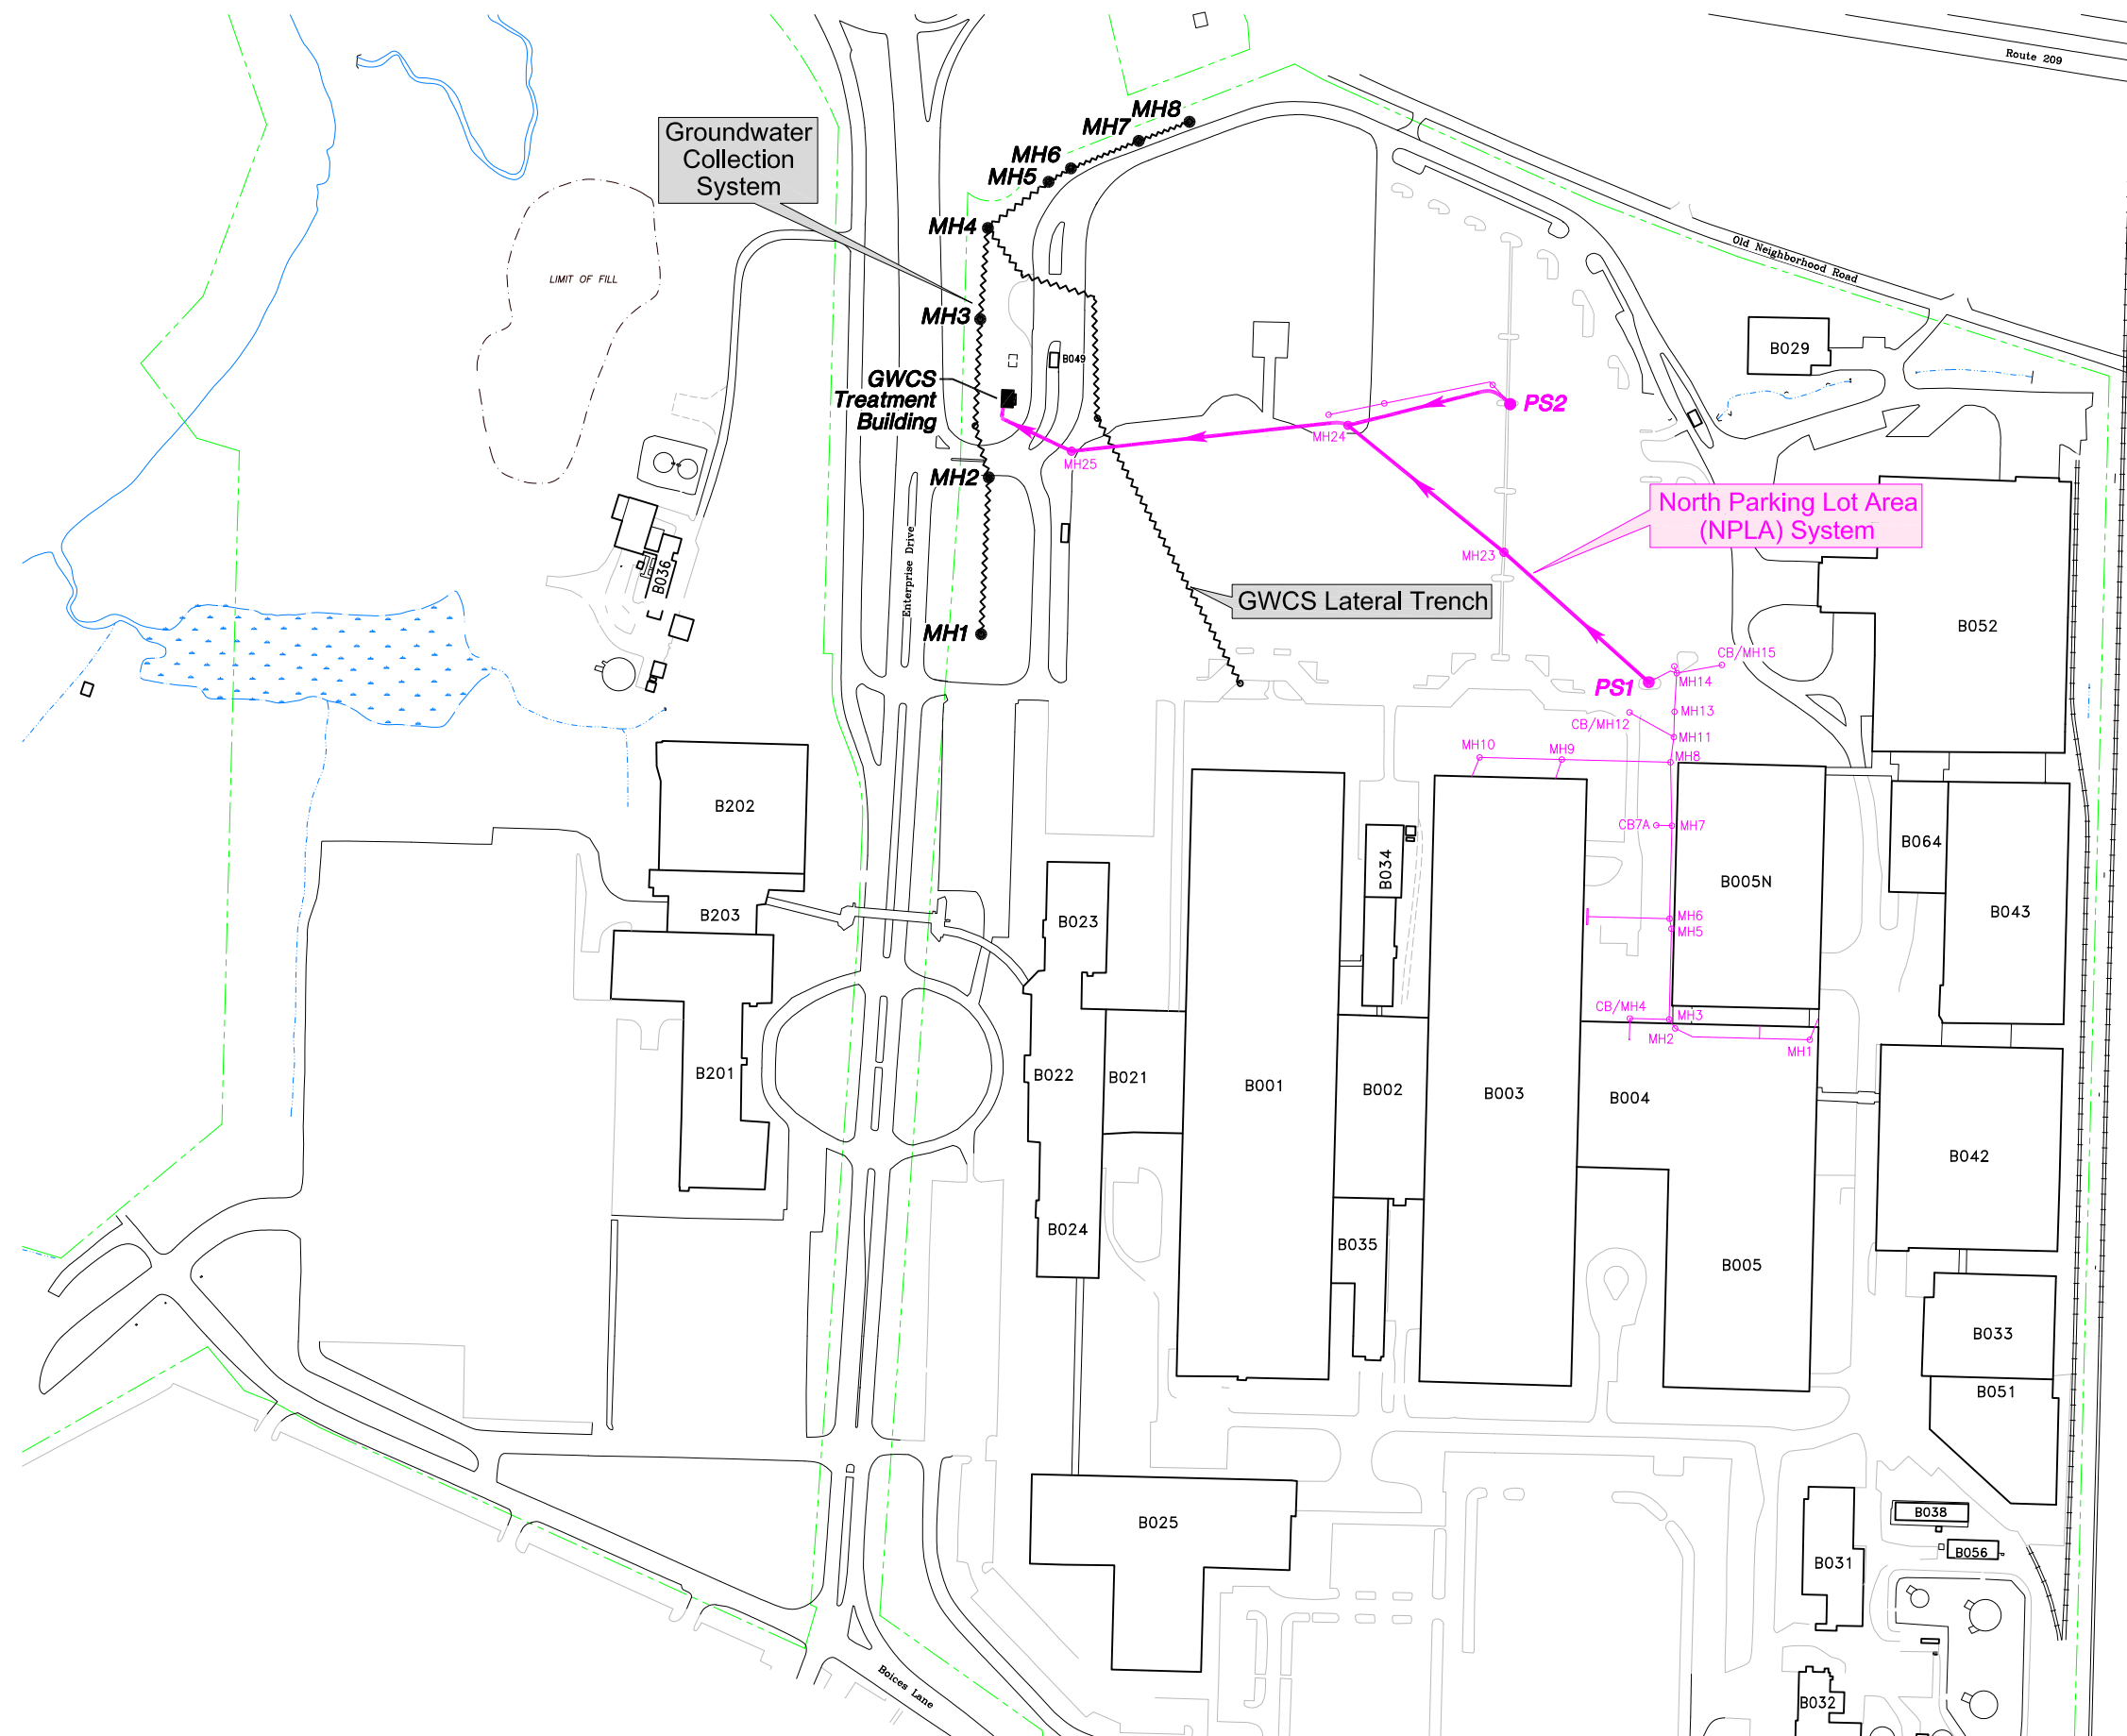 Route 209
MH8
MH7
Groundwater
Collection
System
MH6
MH5
MH4
Old Neighborhood Road
LIMIT OF FILL
MH3
B029
B049
GWCS
Treatment
Building
PS2
MH24
MH25
MH2
North Parking Lot Area
(NPLA) System
Enterprise Drive
MH23
B036
GWCS Lateral Trench
B052
MH1
CB/MH15
MH14
PS1
MH13
CB/MH12
MH11
MH10
MH9
MH8
B202
CB7A
MH7
B064
B034
B005N
B203
B023
MH6
B043
MH5
CB/MH4
MH3
MH2
MH1
B201
B022
B021
B001
B002
B003
B004
B042
B024
B035
B005
B033
B051
B025
B038
B056
B031
Boices Lane
B032